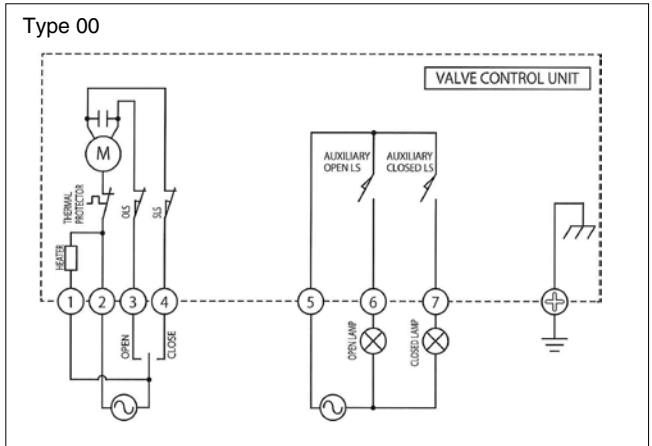 Type 00
VALVE CONTROL UNIT
M
AUXILIARY
OPEN LS
AUXILIARY
CLOSED LS
THERMAL
PROTECTOR
OLS
SLS
HEATER
1
2
3
4
5
6
7
OPEN
CLOSE
OPEN LAMP
CLOSED LAMP